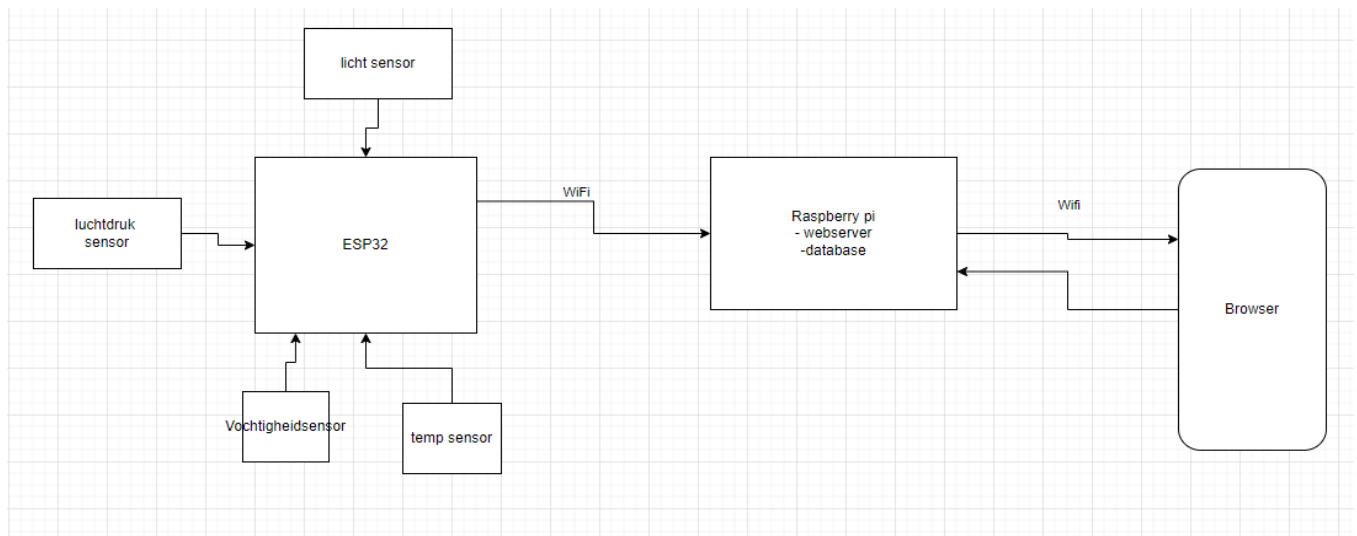 licht sensor
luchtdruk
sensor
ESP32
WiFi
Raspberry pi
- webserver
-database
Wifi
Browser
Vochtigheidsensor
temp sensor